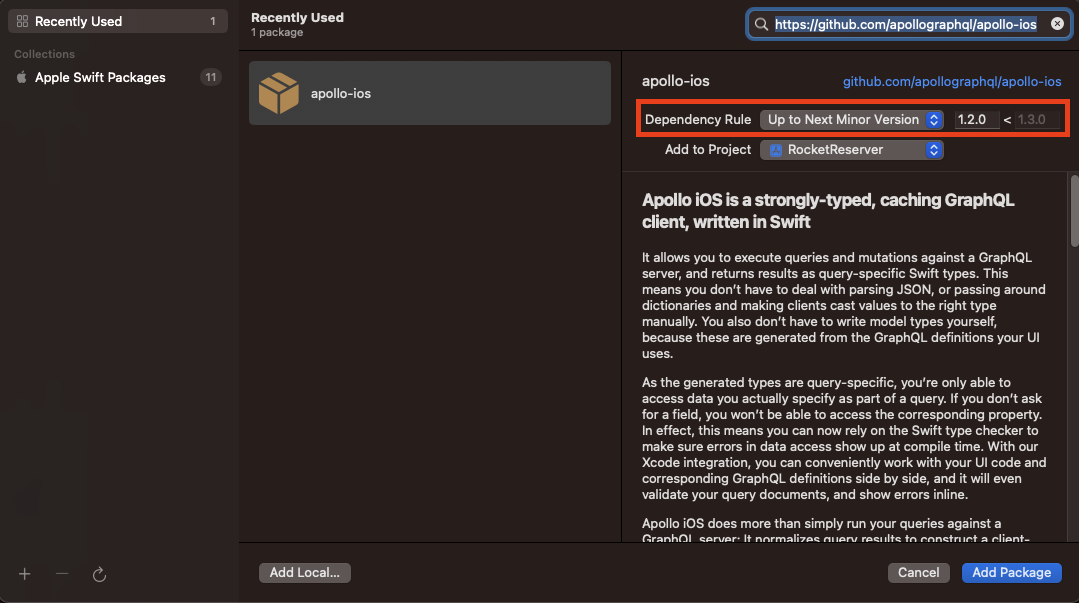 Recently Used 1
Collections
Apple Swift Packages 11
Recently Used
1 package
https://github.com/apollographql/apollo-ios
apollo-ios
apollo-ios github.com/apollographql/apollo-ios
Dependency Rule Up to Next Minor Version 1.2.0 < 1.3.0
Add to Project RocketReserver
Apollo iOS is a strongly-typed, caching GraphQL
client, written in Swift
It allows you to execute queries and mutations against a GraphQL
server, and returns results as query-specific Swift types. This
means you don’t have to deal with parsing JSON, or passing around
dictionaries and making clients cast values to the right type
manually. You also don’t have to write model types yourself,
because these are generated from the GraphQL definitions your UI
uses.
As the generated types are query-specific, you’re only able to
access data you actually specify as part of a query. If you don’t ask
for a field, you won’t be able to access the corresponding property.
In effect, this means you can now rely on the Swift type checker to
make sure errors in data access show up at compile time. With our
Xcode integration, you can conveniently work with your UI code and
corresponding GraphQL definitions side by side, and it will even
validate your query documents, and show errors inline.
Apollo iOS does more than simply run your queries against a
GraphQL server: It normalizes query results to construct a client-
Add Local... Cancel Add Package